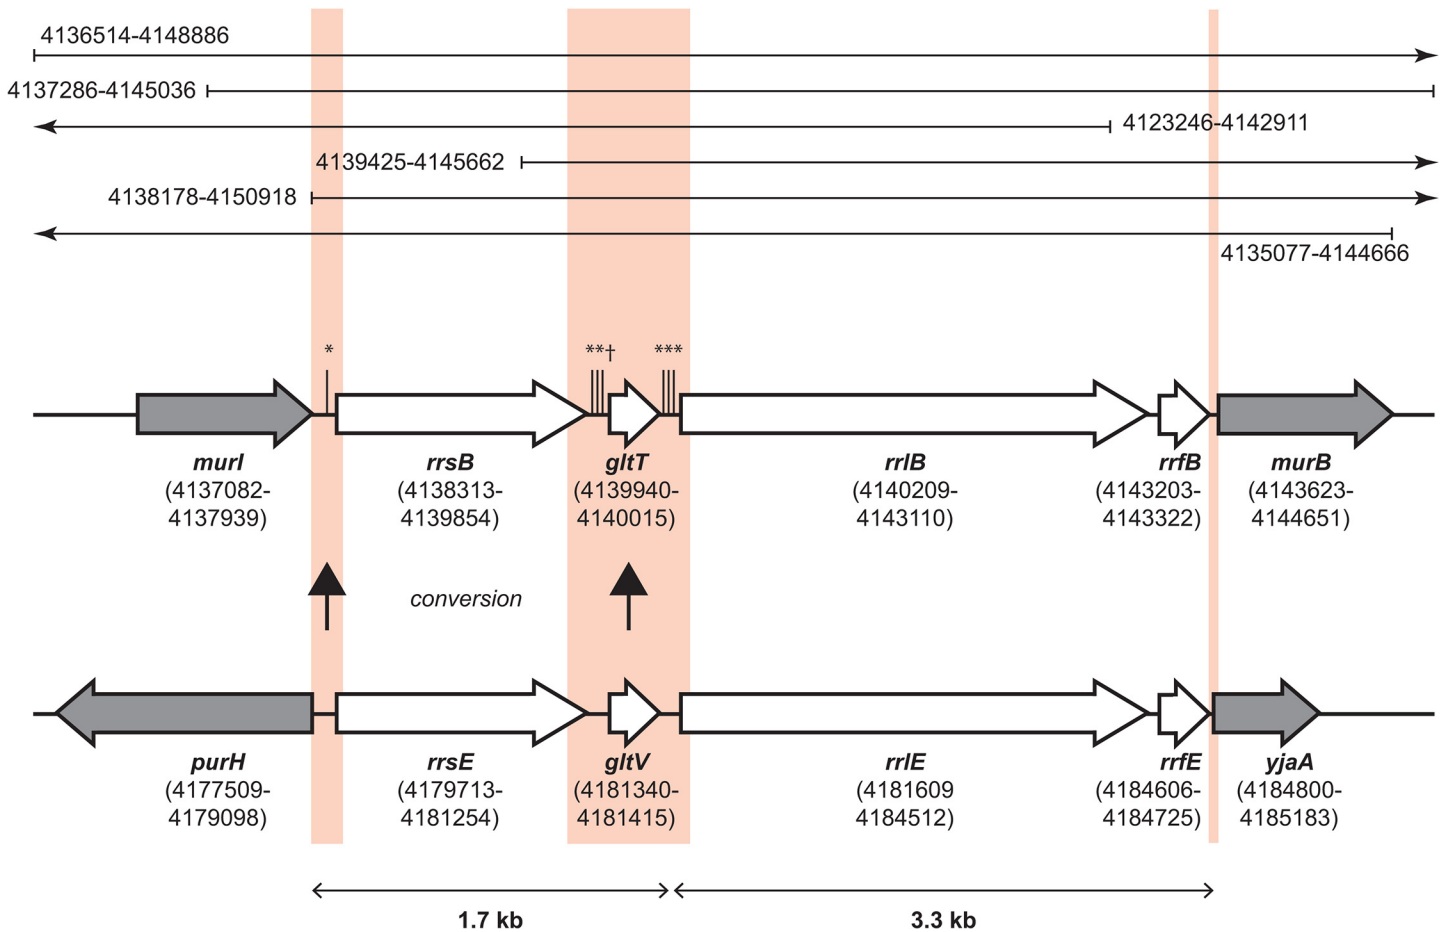 4136514-4148886
4137286-4145036
4123246-4142911
4139425-4145662
4138178-4150918
4135077-4144666
* **† ***
murI rrsB gltT rrlB rrfB murB
(4137082- (4138313- (4139940- (4140209- (4143203- (4143623-
4137939) 4139854) 4140015) 4143110) 4143322) 4144651)
conversion
purH rrsE gltV rrlE rrfE yjaA
(4177509- (4179713- (4181340- (4181609 (4184606- (4184800-
4179098) 4181254) 4181415) 4184512) 4184725) 4185183)
1.7 kb 3.3 kb